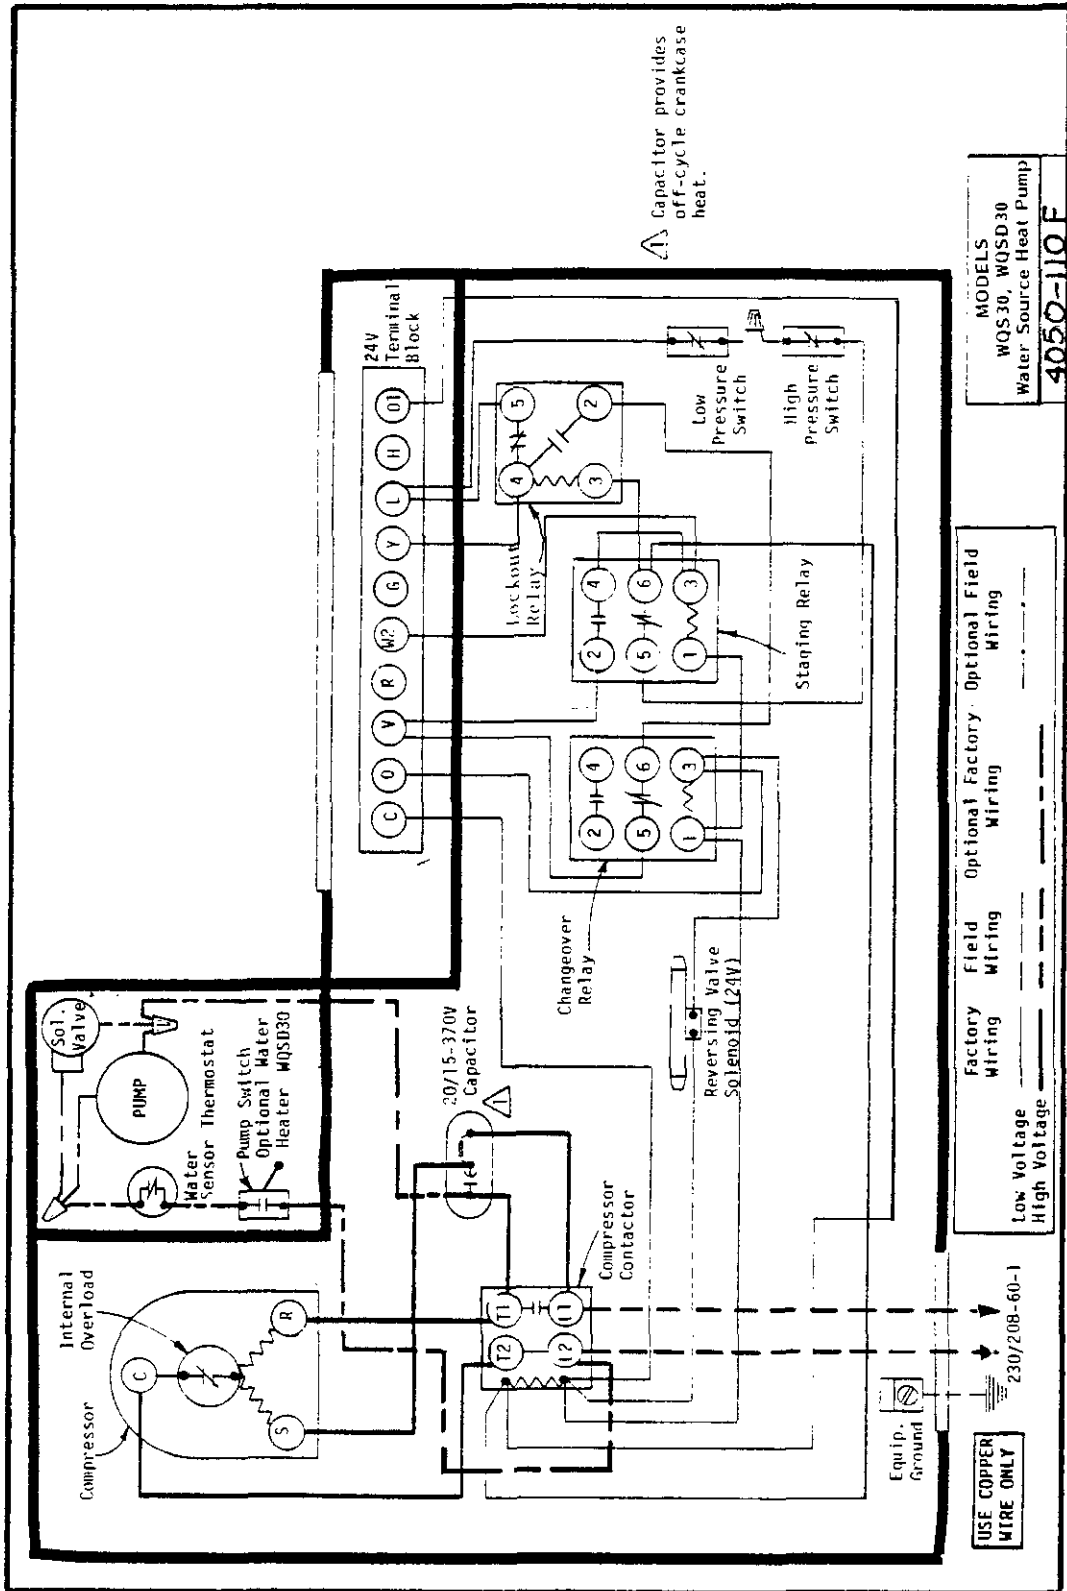 Compressor
Internal
Overload
C
S
R
Sol.
Valve
PUMP
Water
Sensor Thermostat
Pump Switch
Optional Water
Heater WQSD30
20/15-370V
Capacitor
1
T2
T1
L2
L1
Compressor
Contactor
Equip.
Ground
230/208-60-1
USE COPPER
WIRE ONLY
24V
Terminal
Block
C
O
V
R
W2
G
Y
L
H
01
Changeover
Relay
2
4
5
6
1
3
Reversing Valve
Solenoid (24V)
Staging Relay
2
4
5
6
1
3
Lockout
Relay
4
5
3
2
Low
Pressure
Switch
High
Pressure
Switch
1 Capacitor provides
off-cycle crankcase
heat.
Factory Wiring
Field Wiring
Optional Factory Wiring
Optional Field Wiring
Low Voltage
High Voltage
MODELS
WQS30, WQSD30
Water Source Heat Pump
4050-110F